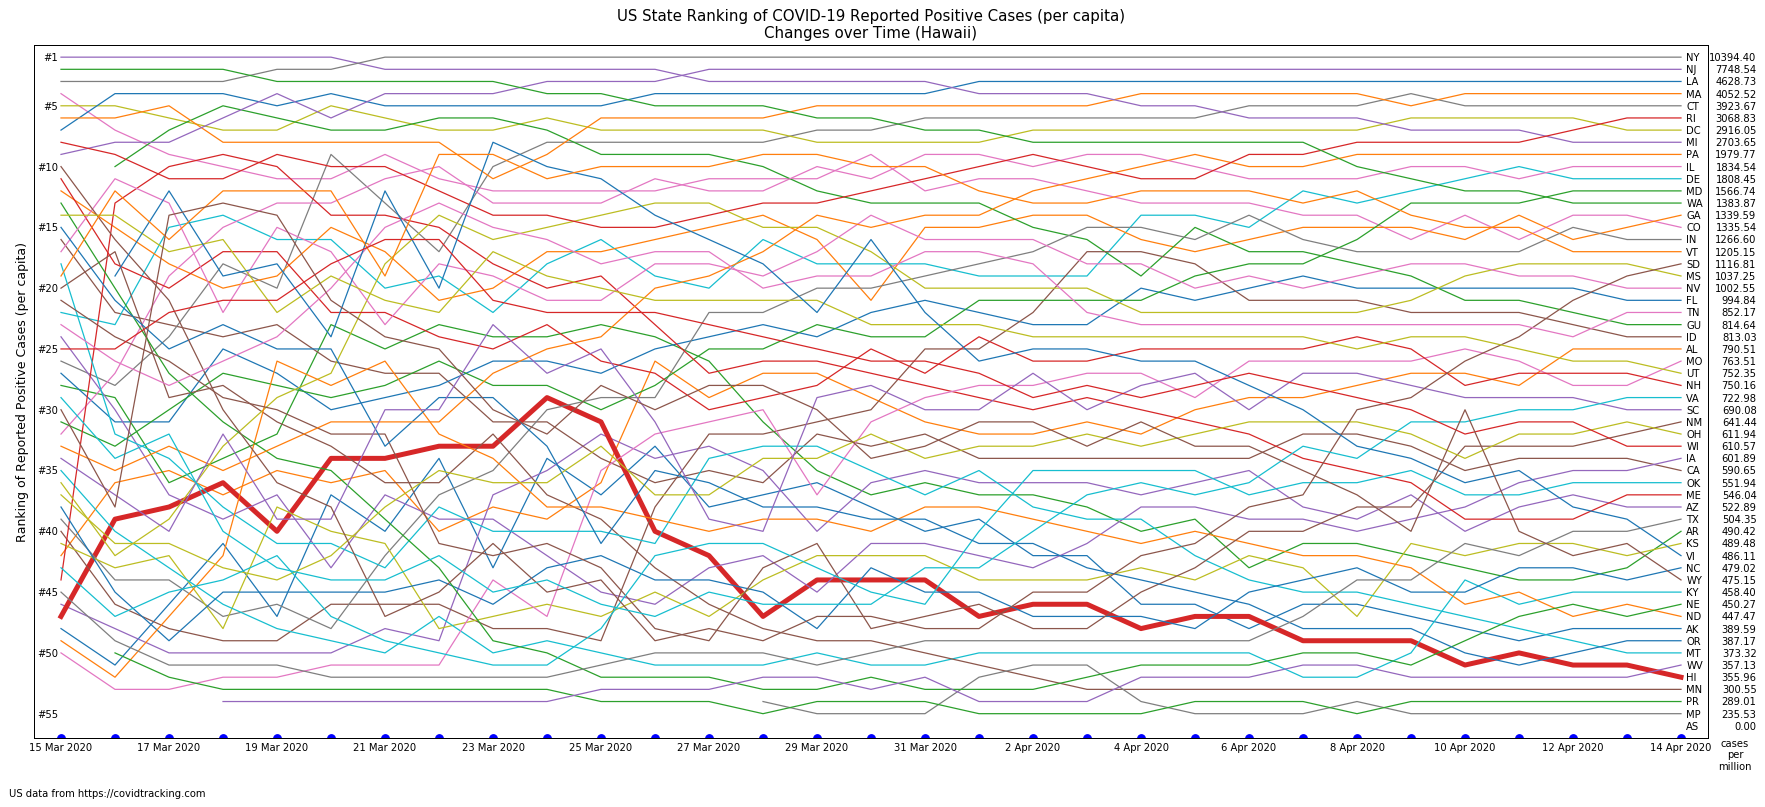 US State Ranking of COVID-19 Reported Positive Cases (per capita)
Changes over Time (Hawaii)
Ranking of Reported Positive Cases (per capita)
#1
#5
#10
#15
#20
#25
#30
#35
#40
#45
#50
#55
NY 10394.40
NJ 7748.54
LA 4628.73
MA 4052.52
CT 3923.67
RI 3068.83
DC 2916.05
MI 2703.65
PA 1979.77
IL 1834.54
DE 1808.45
MD 1566.74
WA 1383.87
GA 1339.59
CO 1335.54
IN 1266.60
VT 1205.15
SD 1116.81
MS 1037.25
NV 1002.55
FL 994.84
TN 852.17
GU 814.64
ID 813.03
AL 790.51
MO 763.51
UT 752.35
NH 750.16
VA 722.98
SC 690.08
NM 641.44
OH 611.94
WI 610.57
IA 601.89
CA 590.65
OK 551.94
ME 546.04
AZ 522.89
TX 504.35
AR 490.42
KS 489.48
VI 486.11
NC 479.02
WY 475.15
KY 458.40
NE 450.27
ND 447.47
AK 389.59
OR 387.17
MT 373.32
WV 357.13
HI 355.96
MN 300.55
PR 289.01
MP 235.53
AS 0.00
15 Mar 2020 17 Mar 2020 19 Mar 2020 21 Mar 2020 23 Mar 2020 25 Mar 2020 27 Mar 2020 29 Mar 2020 31 Mar 2020 2 Apr 2020 4 Apr 2020 6 Apr 2020 8 Apr 2020 10 Apr 2020 12 Apr 2020 14 Apr 2020
cases
per
million
US data from https://covidtracking.com